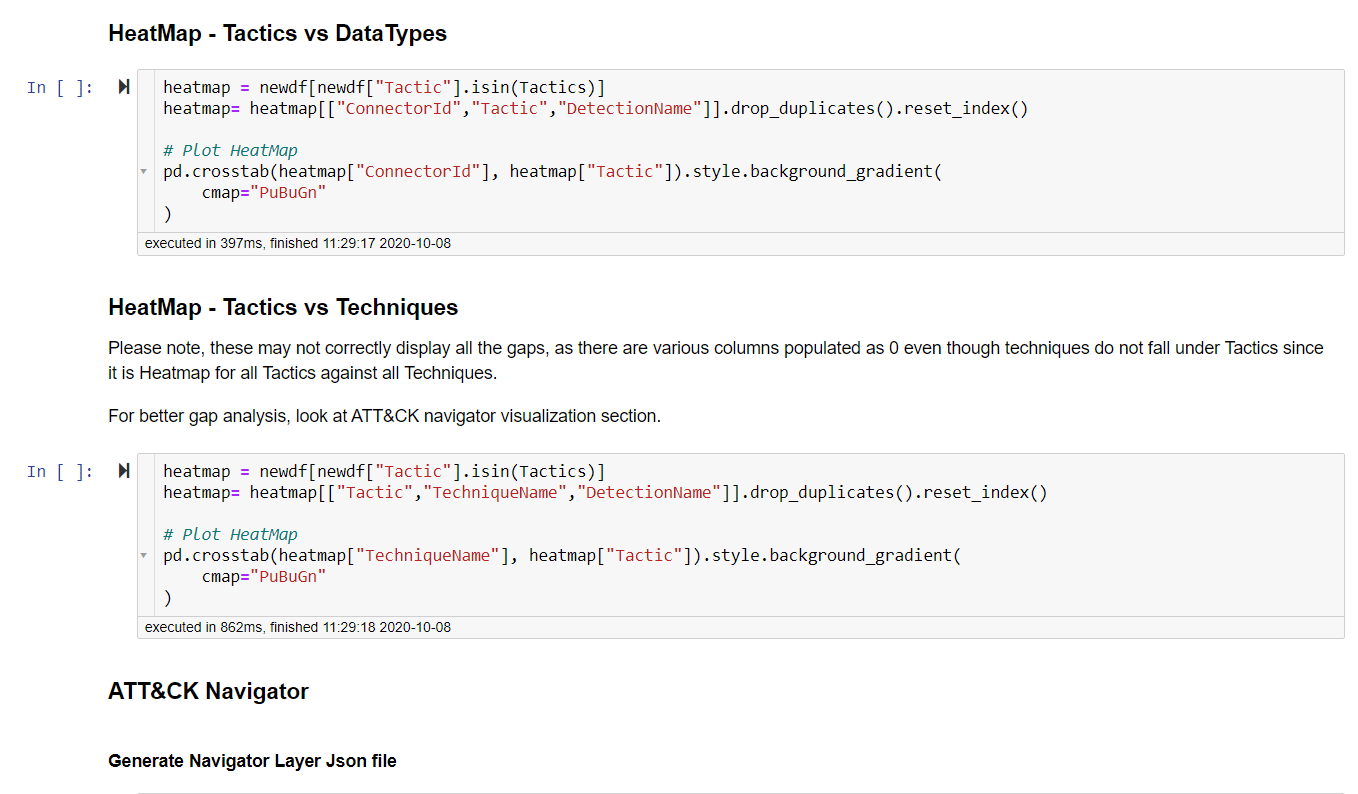 HeatMap - Tactics vs DataTypes
In [ ]:
heatmap = newdf[newdf["Tactic"].isin(Tactics)]
heatmap= heatmap[["ConnectorId","Tactic","DetectionName"]].drop_duplicates().reset_index()
# Plot HeatMap
pd.crosstab(heatmap["ConnectorId"], heatmap["Tactic"]).style.background_gradient(
    cmap="PuBuGn"
)
executed in 397ms, finished 11:29:17 2020-10-08
HeatMap - Tactics vs Techniques
Please note, these may not correctly display all the gaps, as there are various columns populated as 0 even though techniques do not fall under Tactics since
it is Heatmap for all Tactics against all Techniques.
For better gap analysis, look at ATT&CK navigator visualization section.
In [ ]:
heatmap = newdf[newdf["Tactic"].isin(Tactics)]
heatmap= heatmap[["Tactic","TechniqueName","DetectionName"]].drop_duplicates().reset_index()
# Plot HeatMap
pd.crosstab(heatmap["TechniqueName"], heatmap["Tactic"]).style.background_gradient(
    cmap="PuBuGn"
)
executed in 862ms, finished 11:29:18 2020-10-08
ATT&CK Navigator
Generate Navigator Layer Json file